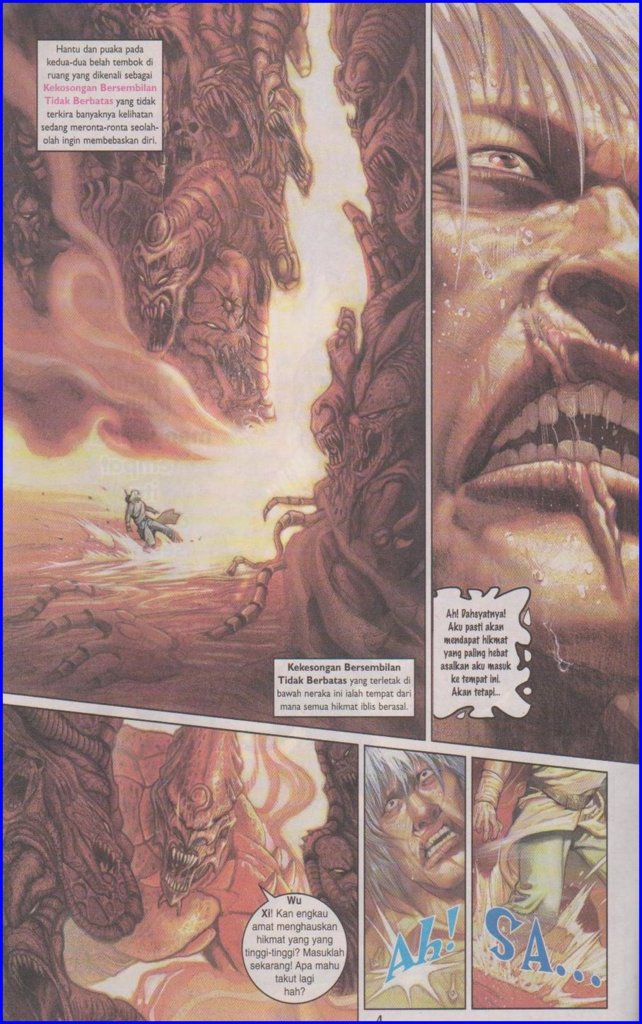 Hantu dan puaka pada
kedua-dua belah tembok di
ruang yang dikenali sebagai
Kekosongan Bersembilan
Tidak Berbatas yang tidak
terkira banyaknya kelihatan
sedang meronta-ronta seolah-
olah ingin membebaskan diri.
Ah! Dahsyatnya!
Aku pasti akan
mendapat hikmat
yang paling hebat
asalkan aku masuk
ke tempat ini.
Akan tetapi...
Kekesongan Bersembilan
Tidak Berbatas yang terletak di
bawah neraka ini ialah tempat dari
mana semua hikmat iblis berasal.
Wu
Xi! Kan engkau
amat menghauskan
hikmat yang yang
tinggi-tinggi? Masuklah
sekarang! Apa mahu
takut lagi
hah?
Ah!
SA...